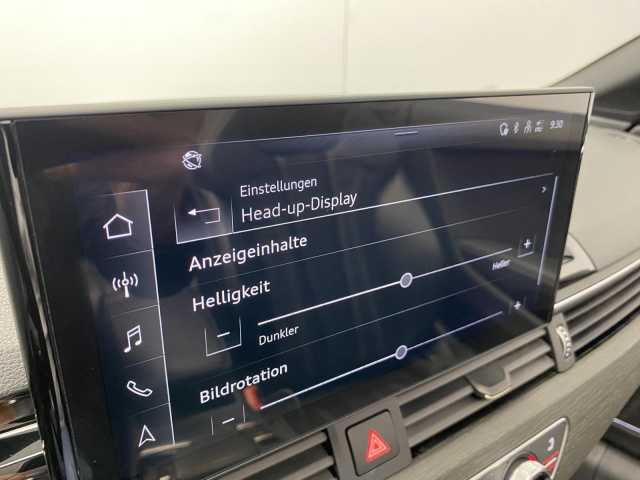 9:30
Einstellungen
Head-up-Display
Anzeigeinhalte
Helligkeit
Dunkler
Heller
Bildrotation